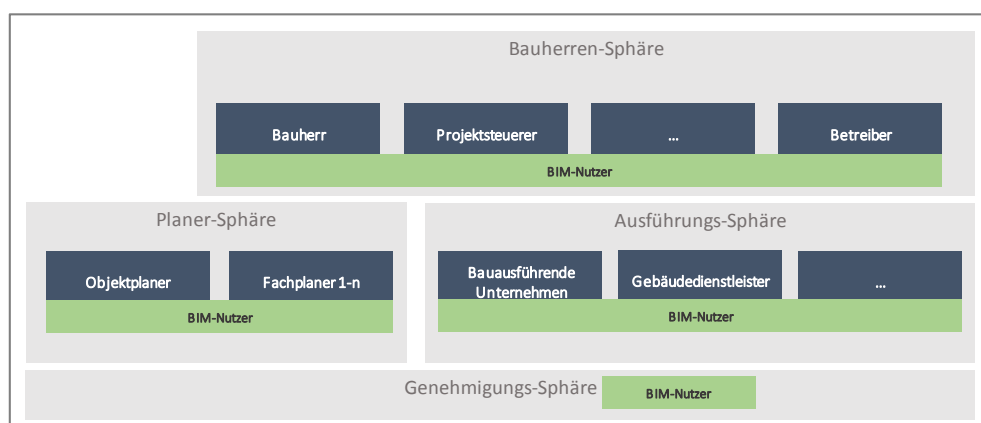 Bauherren-Sphäre
Bauherr
Projektsteuerer
...
Betreiber
BIM-Nutzer
Planer-Sphäre
Objektplaner
Fachplaner 1-n
BIM-Nutzer
Ausführungs-Sphäre
Bauausführende
Unternehmen
Gebäudedienstleister
...
BIM-Nutzer
Genehmigungs-Sphäre
BIM-Nutzer